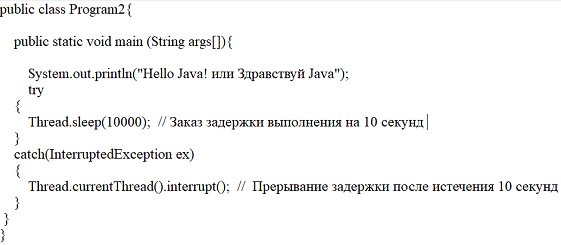 public class Program2{
public static void main (String args[]){
System.out.println("Hello Java! или Здравствуй Java");
try
{
Thread.sleep(10000);  // Заказ задержки выполнения на 10 секунд
}
catch(InterruptedException ex)
{
Thread.currentThread().interrupt();  //  Прерывание задержки после истечения 10 секунд
}
}
}